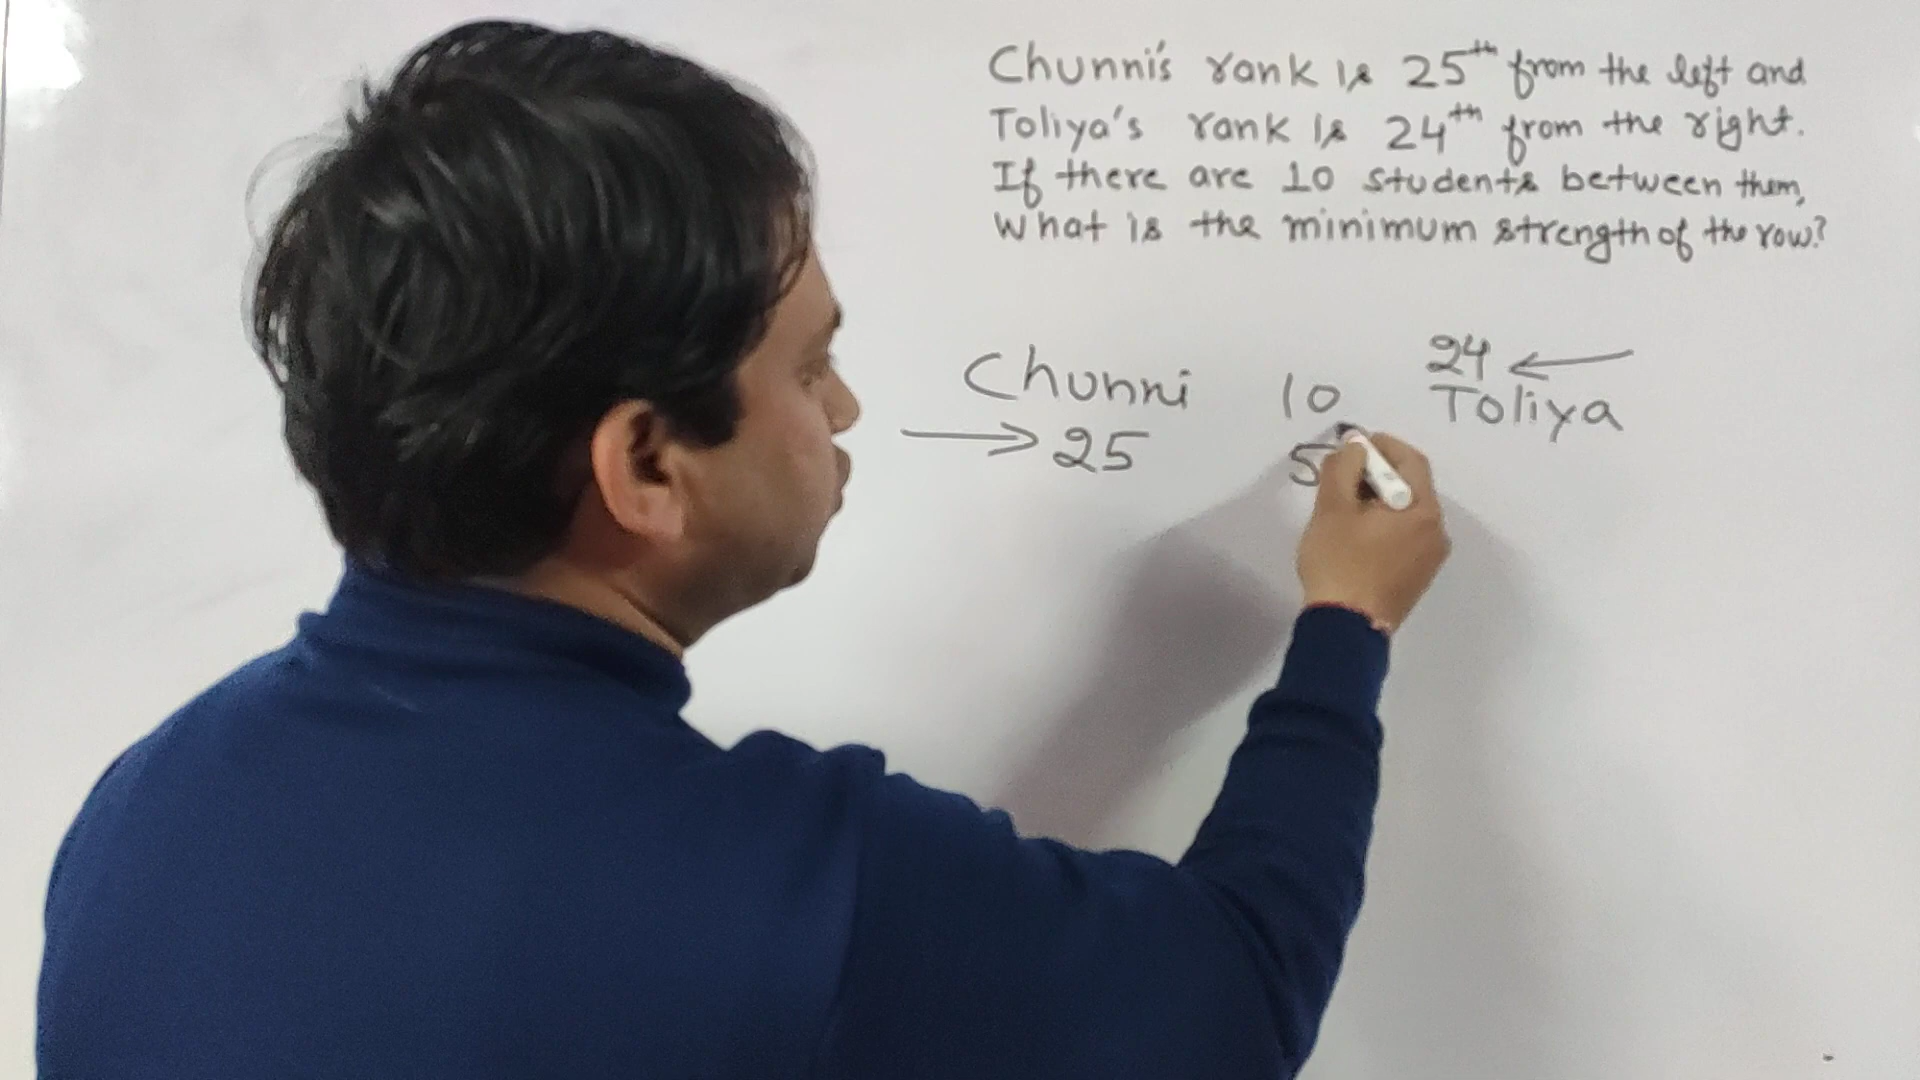 Chunni's rank is 25th from the left and
Toliya's rank is 24th from the right.
If there are 10 students between them,
What is the minimum strength of the row?
24 ←
Chunni 10 Toliya
→ 25 5